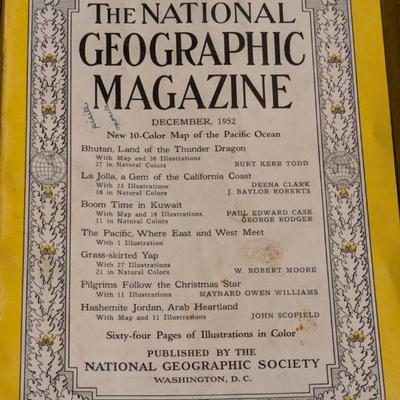 THE NATIONAL
GEOGRAPHIC
MAGAZINE
DECEMBER, 1952
New 10-Color Map of the Pacific Ocean
Bhutan, Land of the Thunder Dragon
With Map and 38 Illustrations
27 in Natural Colors BURT KERR TODD
La Jolla, a Gem of the California Coast
With 25 Illustrations DEENA CLARK
18 in Natural Colors J. BAYLOR ROBERTS
Boom Time in Kuwait
With Map and 18 Illustrations PAUL EDWARD CASE
11 in Natural Colors GEORGE RODGER
The Pacific, Where East and West Meet
With 1 Illustration
Grass-skirted Yap
With 27 Illustrations
21 in Natural Colors W. ROBERT MOORE
Pilgrims Follow the Christmas Star
With 11 Illustrations MAYNARD OWEN WILLIAMS
Hashemite Jordan, Arab Heartland
With Map and 11 Illustrations JOHN SCOFIELD
Sixty-four Pages of Illustrations in Color
PUBLISHED BY THE
NATIONAL GEOGRAPHIC SOCIETY
WASHINGTON, D. C.